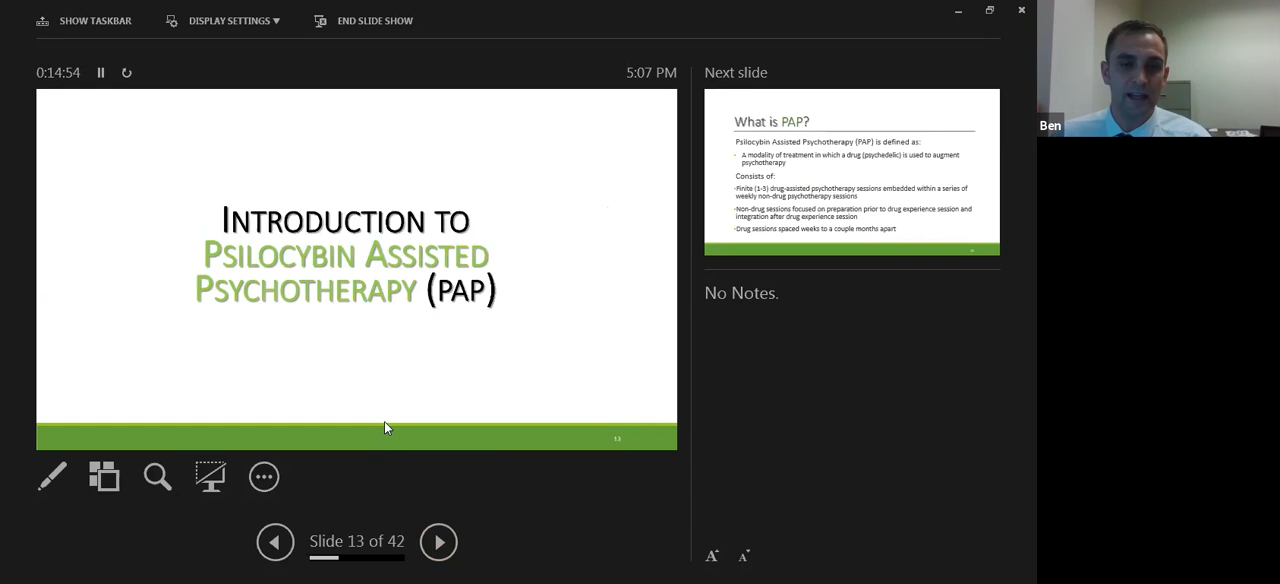 SHOW TASKBAR
DISPLAY SETTINGS ▼
END SLIDE SHOW
0:14:54
5:07 PM
Next slide
INTRODUCTION TO
PSILOCYBIN ASSISTED
PSYCHOTHERAPY (PAP)
13
What is PAP?
Psilocybin Assisted Psychotherapy (PAP) is defined as:
• A modality of treatment in which a drug (psychedelic) is used to augment
psychotherapy
Consists of:
•Finite (1-3) drug-assisted psychotherapy sessions embedded within a series of
weekly non-drug psychotherapy sessions
•Non-drug sessions focused on preparation prior to drug experience session and
integration after drug experience session
•Drug sessions spaced weeks to a couple months apart
Ben
No Notes.
Slide 13 of 42
A A